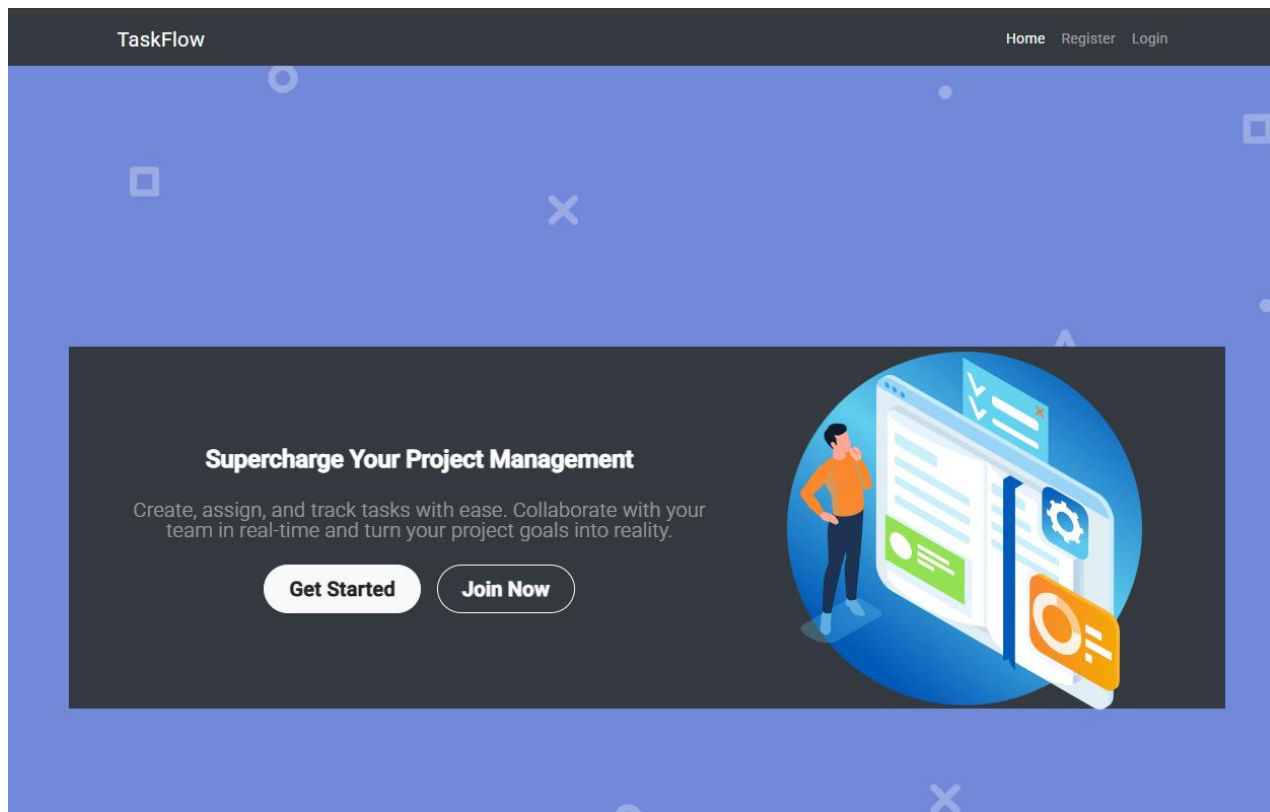 TaskFlow
Home Register Login
Supercharge Your Project Management
Create, assign, and track tasks with ease. Collaborate with your
team in real-time and turn your project goals into reality.
Get Started Join Now